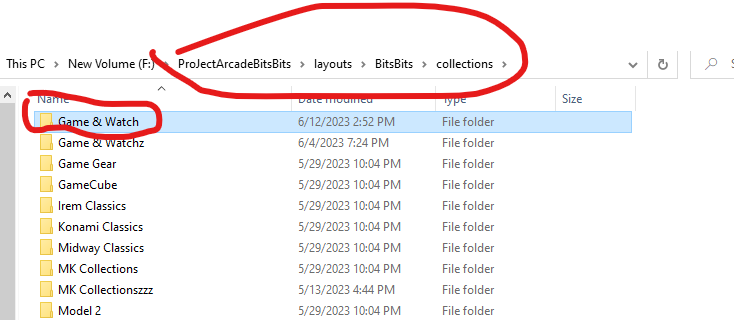 This PC > New Volume (F:) > ProJectArcadeBitsBits > layouts > BitsBits > collections > S
Name Date modified Type Size
Game & Watch 6/12/2023 2:52 PM File folder
Game & Watchz 6/4/2023 7:24 PM File folder
Game Gear 5/29/2023 10:04 PM File folder
GameCube 5/29/2023 10:04 PM File folder
Irem Classics 5/29/2023 10:04 PM File folder
Konami Classics 5/29/2023 10:04 PM File folder
Midway Classics 5/29/2023 10:04 PM File folder
MK Collections 5/29/2023 10:04 PM File folder
MK Collectionszzz 5/13/2023 4:44 PM File folder
Model 2 5/29/2023 10:04 PM File folder